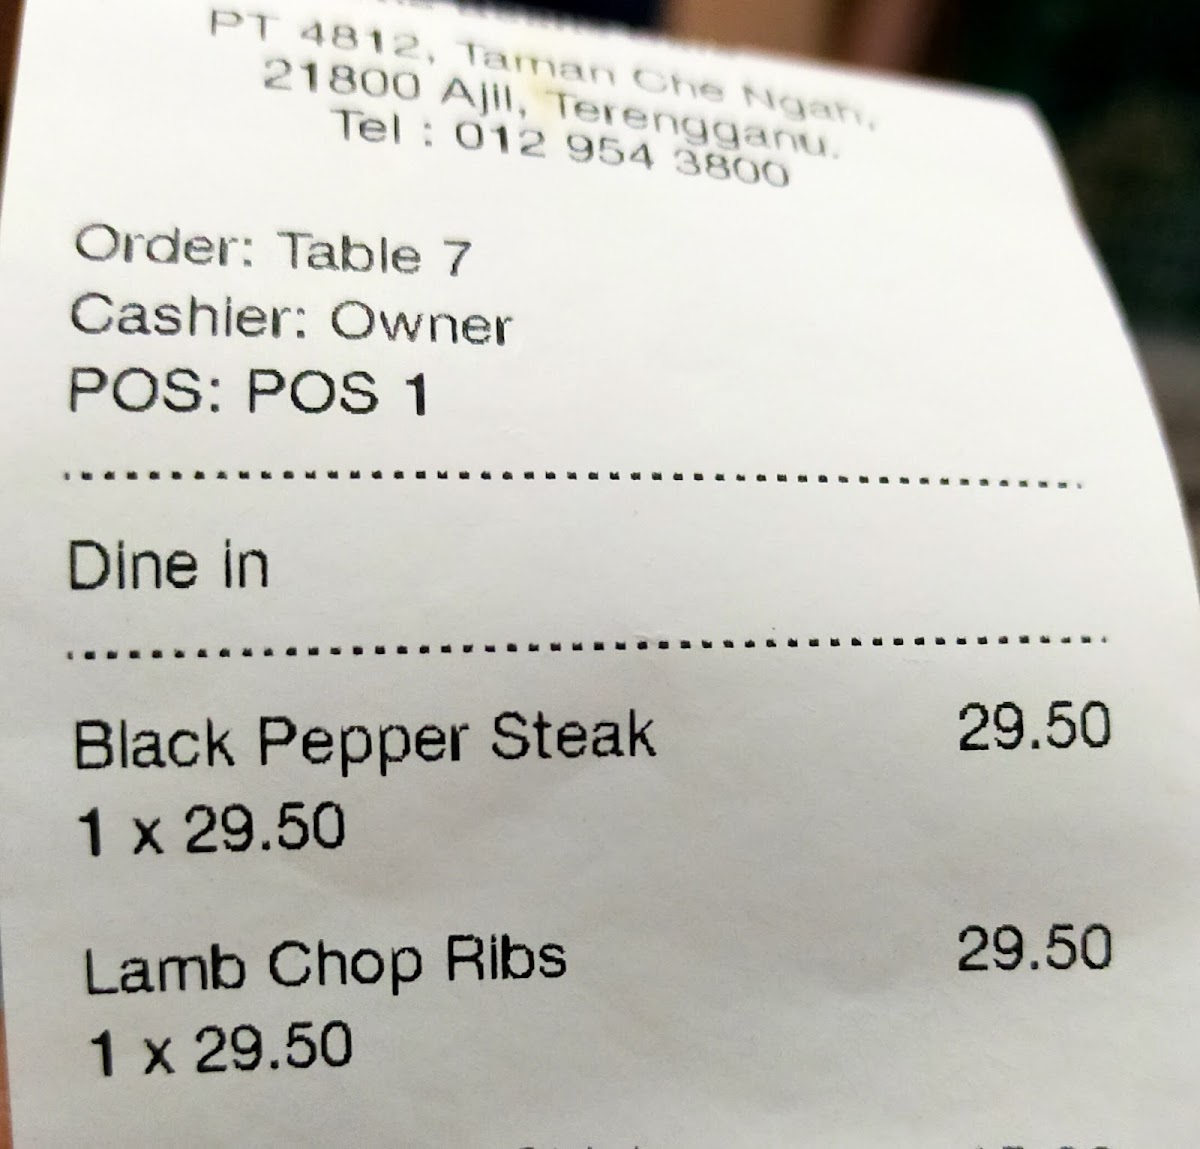 PT 4812, Taman Che Ngah,
21800 Ajil, Terengganu.
Tel : 012 954 3800
Order: Table 7
Cashier: Owner
POS: POS 1
Dine in
Black Pepper Steak 29.50
1 x 29.50
Lamb Chop Ribs 29.50
1 x 29.50